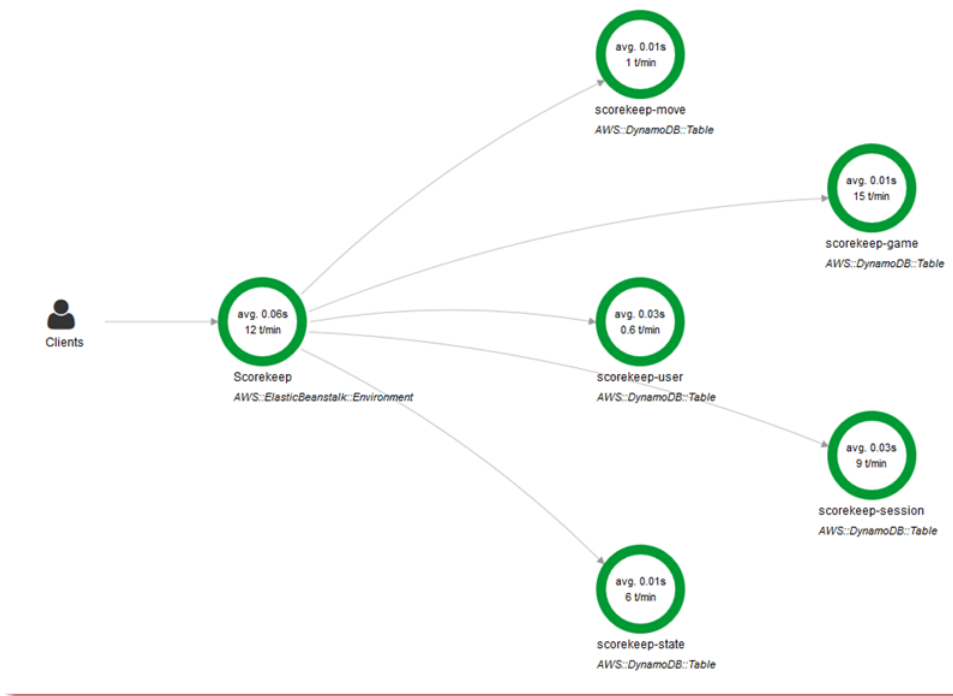 avg. 0.01s
1 t/min
scorekeep-move
AWS::DynamoDB::Table
avg. 0.01s
15 t/min
scorekeep-game
AWS::DynamoDB::Table
Clients
avg. 0.06s
12 t/min
Scorekeep
AWS::ElasticBeanstalk::Environment
avg. 0.03s
0.6 t/min
scorekeep-user
AWS::DynamoDB::Table
avg. 0.03s
9 t/min
scorekeep-session
AWS::DynamoDB::Table
avg. 0.01s
6 t/min
scorekeep-state
AWS::DynamoDB::Table